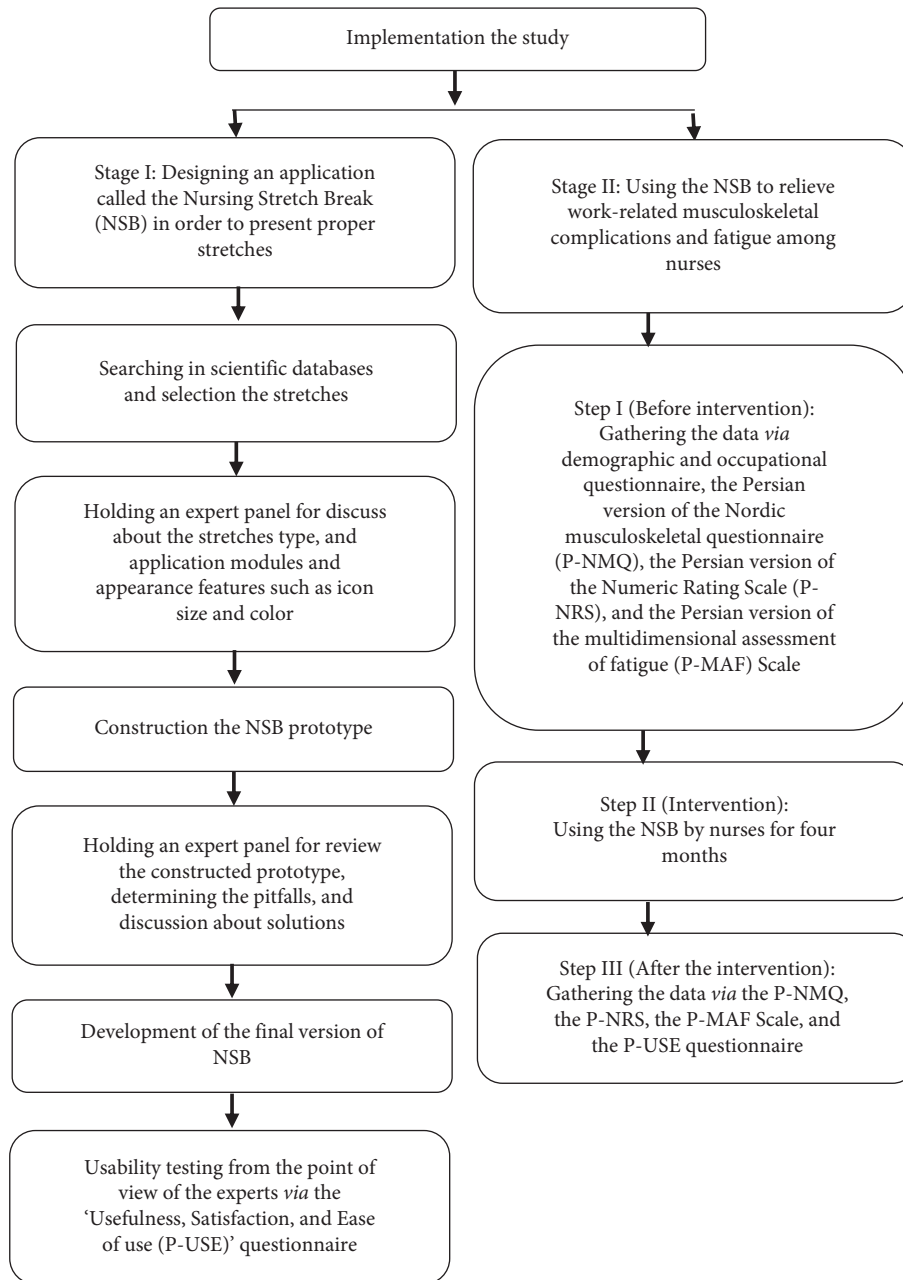 Implementation the study
Stage I: Designing an application
called the Nursing Stretch Break
(NSB) in order to present proper
stretches
Searching in scientific databases
and selection the stretches
Holding an expert panel for discuss
about the stretches type, and
application modules and
appearance features such as icon
size and color
Construction the NSB prototype
Holding an expert panel for review
the constructed prototype,
determining the pitfalls, and
discussion about solutions
Development of the final version of
NSB
Usability testing from the point of
view of the experts via the
‘Usefulness, Satisfaction, and Ease
of use (P-USE)’ questionnaire
Stage II: Using the NSB to relieve
work-related musculoskeletal
complications and fatigue among
nurses
Step I (Before intervention):
Gathering the data via
demographic and occupational
questionnaire, the Persian
version of the Nordic
musculoskeletal questionnaire
(P-NMQ), the Persian version of
the Numeric Rating Scale (P-
NRS), and the Persian version of
the multidimensional assessment
of fatigue (P-MAF) Scale
Step II (Intervention):
Using the NSB by nurses for four
months
Step III (After the intervention):
Gathering the data via the P-NMQ,
the P-NRS, the P-MAF Scale, and
the P-USE questionnaire